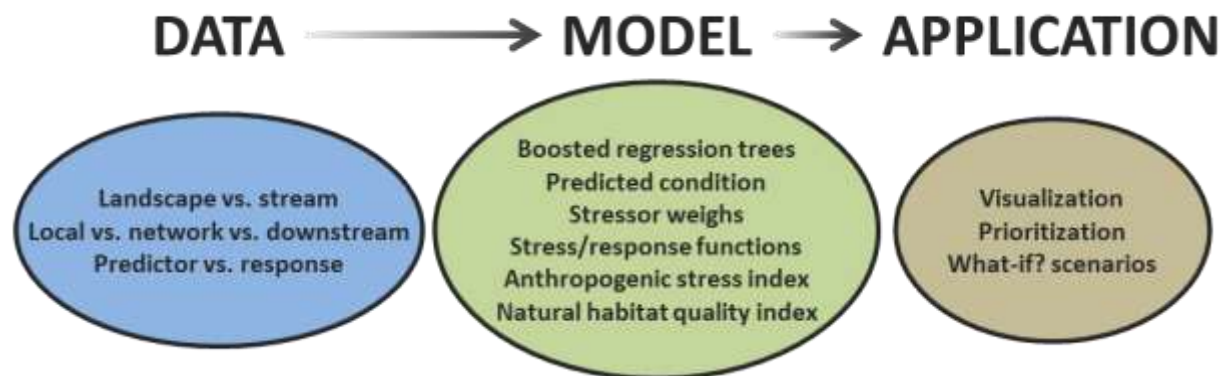 DATA MODEL APPLICATION
Landscape vs. stream
Local vs. network vs. downstream
Predictor vs. response
Boosted regression trees
Predicted condition
Stressor weighs
Stress/response functions
Anthropogenic stress index
Natural habitat quality index
Visualization
Prioritization
What-if? scenarios